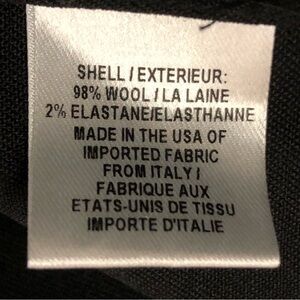 SHELL / EXTERIEUR:
98% WOOL / LA LAINE
2% ELASTANE/ELASTHANNE
MADE IN THE USA OF
IMPORTED FABRIC
FROM ITALY /
FABRIQUE AUX
ETATS-UNIS DE TISSU
IMPORTE D'ITALIE